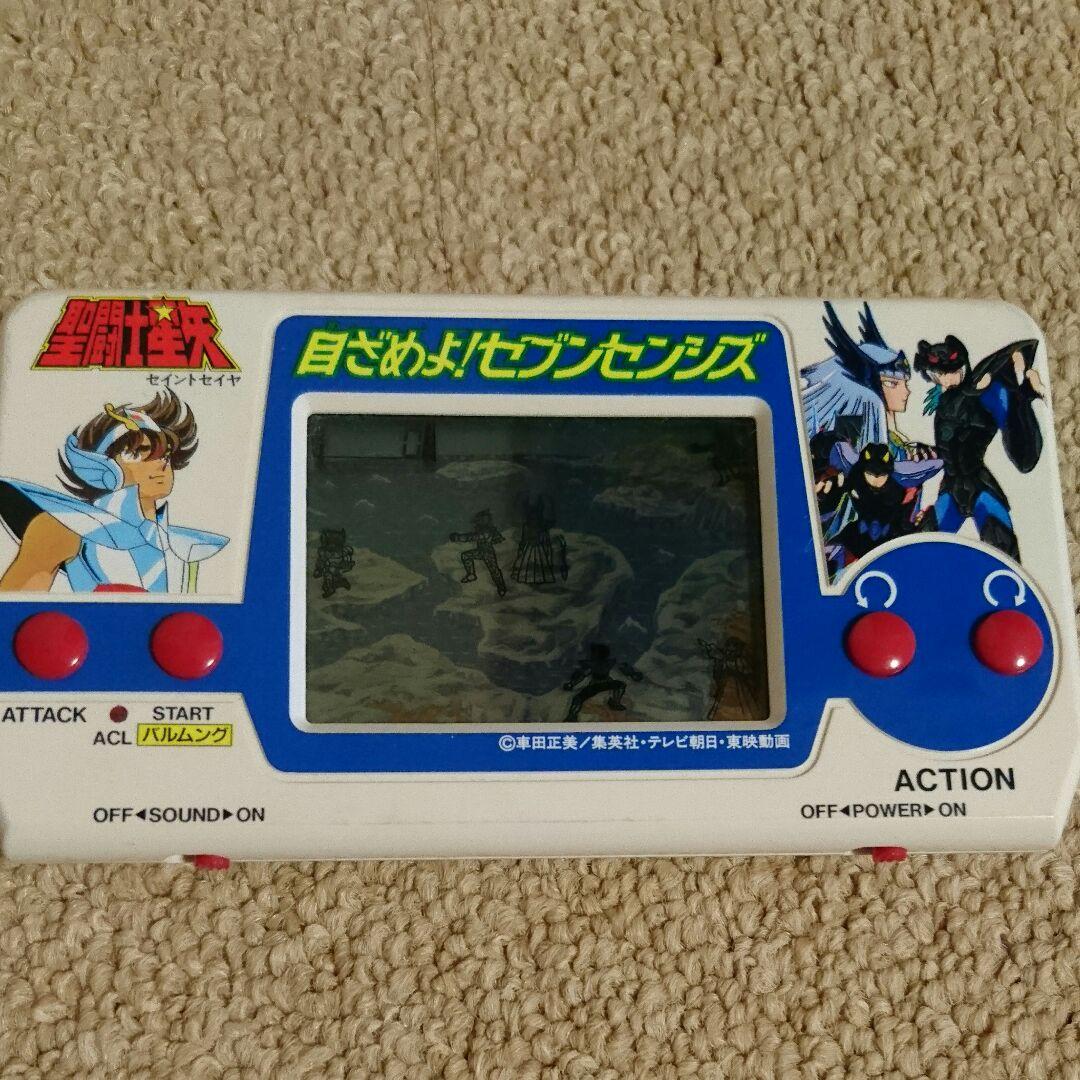 聖闘士星矢
セイントセイヤ
目ざめよ!セブンセンシズ
ATTACK
START
ACL
バルムング
©車田正美/集英社・テレビ朝日・東映動画
ACTION
OFF◀SOUND▶ON
OFF◀POWER▶ON